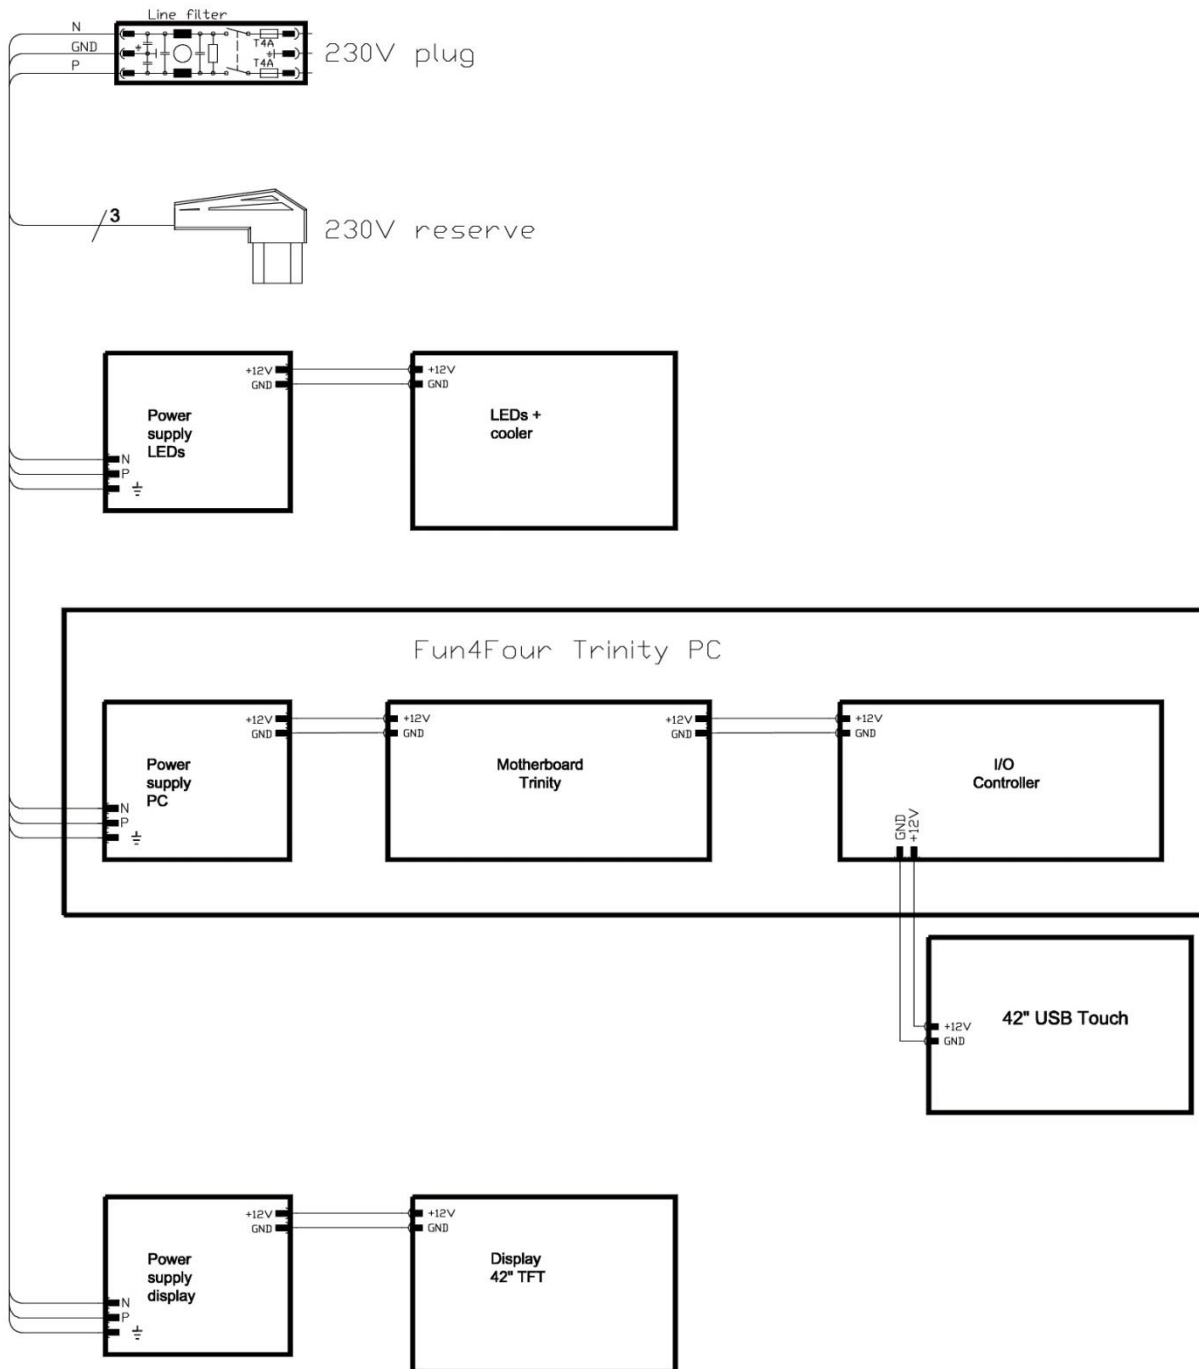 Line filter
N
GND
P
T4A
T4A
230V plug
3
230V reserve
+12V
GND
Power
supply
LEDs
N
P
+12V
GND
LEDs +
cooler
Fun4Four Trinity PC
+12V
GND
Power
supply
PC
N
P
+12V
GND
Motherboard
Trinity
+12V
GND
+12V
GND
I/O
Controller
GND
+12V
+12V
GND
42" USB Touch
+12V
GND
Power
supply
display
N
P
+12V
GND
Display
42" TFT